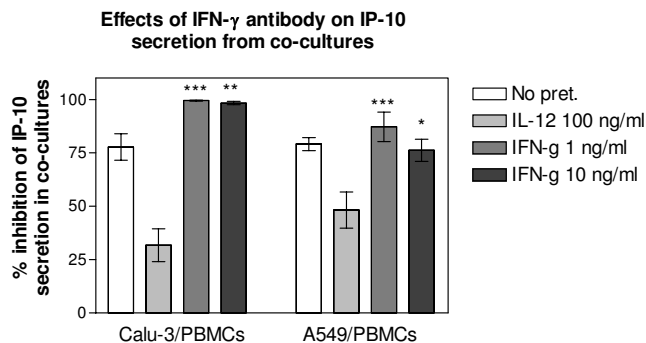 Effects of IFN-γ antibody on IP-10
secretion from co-cultures
% inhibition of IP-10
secretion in co-cultures
100
75
50
25
0
***
**
***
*
Calu-3/PBMCs
A549/PBMCs
No pret.
IL-12 100 ng/ml
IFN-g 1 ng/ml
IFN-g 10 ng/ml